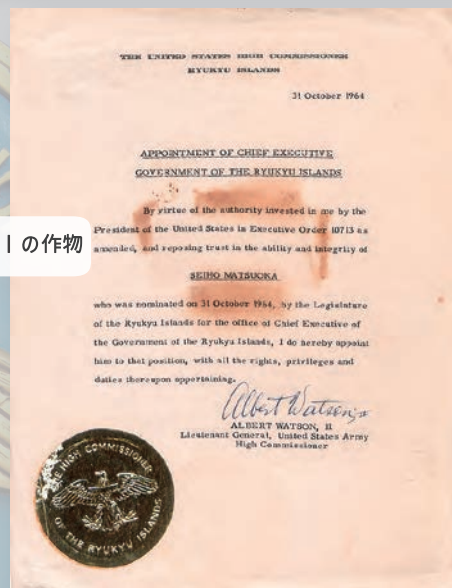 THE UNITED STATES HIGH COMMISSIONER
RYUKYU ISLANDS
31 October 1964
APPOINTMENT OF CHIEF EXECUTIVE
GOVERNMENT OF THE RYUKYU ISLANDS
By virtue of the authority invested in me by the
President of the United States in Executive Order 10713 as
amended, and reposing trust in the ability and integrity of
の作物
SEIHO MATSUOKA
who was nominated on 31 October 1964, by the Legislature
of the Ryukyu Islands for the office of Chief Executive of
the Government of the Ryukyu Islands, I do hereby appoint
him to that position, with all the rights, privileges and
duties thereupon appertaining.
Albert Watson, II
ALBERT WATSON, II
Lieutenant General, United States Army
High Commissioner
THE HIGH COMMISSIONER
OF THE RYUKYU ISLANDS